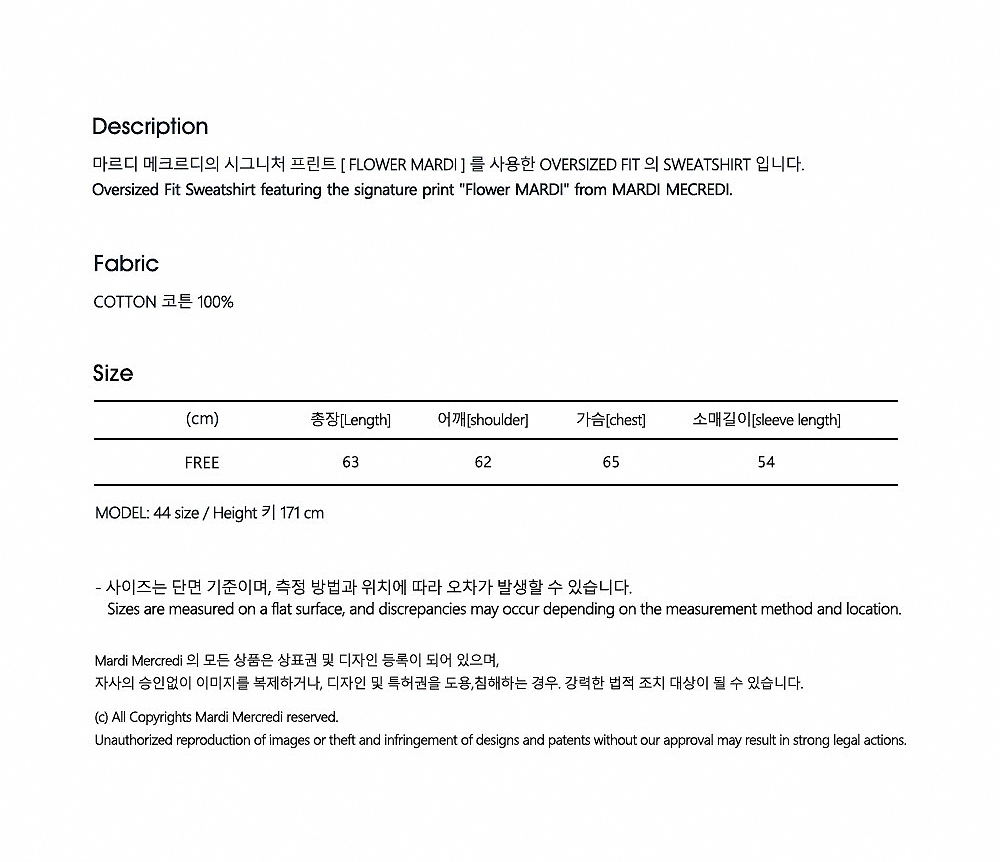 Description
마르디 메크르디의 시그니처 프린트 [ FLOWER MARDI ] 를 사용한 OVERSIZED FIT 의 SWEATSHIRT 입니다.
Oversized Fit Sweatshirt featuring the signature print "Flower MARDI" from MARDI MECREDI.
Fabric
COTTON 코튼 100%
Size
(cm) 총장[Length] 어깨[shoulder] 가슴[chest] 소매길이[sleeve length]
FREE 63 62 65 54
MODEL: 44 size / Height 키 171 cm
- 사이즈는 단면 기준이며, 측정 방법과 위치에 따라 오차가 발생할 수 있습니다.
Sizes are measured on a flat surface, and discrepancies may occur depending on the measurement method and location.
Mardi Mercredi 의 모든 상품은 상표권 및 디자인 등록이 되어 있으며,
자사의 승인없이 이미지를 복제하거나, 디자인 및 특허권을 도용,침해하는 경우. 강력한 법적 조치 대상이 될 수 있습니다.
(c) All Copyrights Mardi Mercredi reserved.
Unauthorized reproduction of images or theft and infringement of designs and patents without our approval may result in strong legal actions.